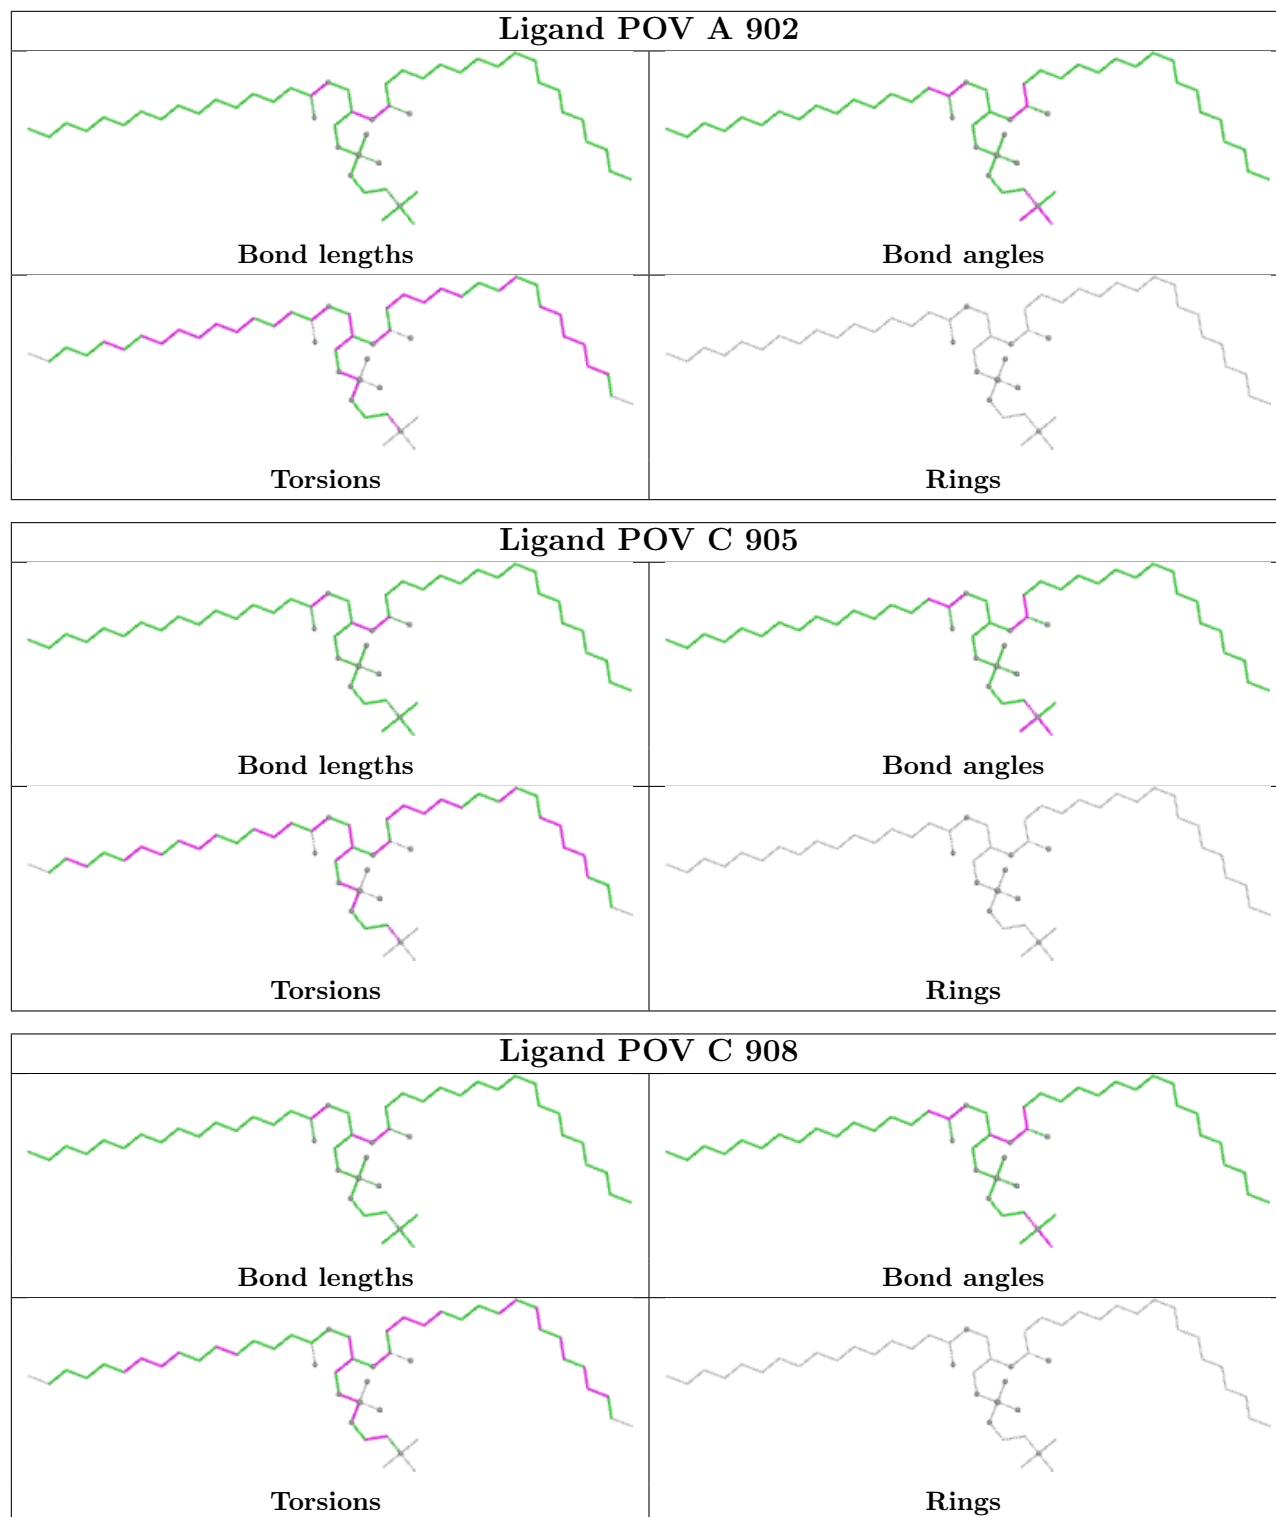 Ligand POV A 902
Bond lengths
Bond angles
Torsions
Rings
Ligand POV C 905
Bond lengths
Bond angles
Torsions
Rings
Ligand POV C 908
Bond lengths
Bond angles
Torsions
Rings